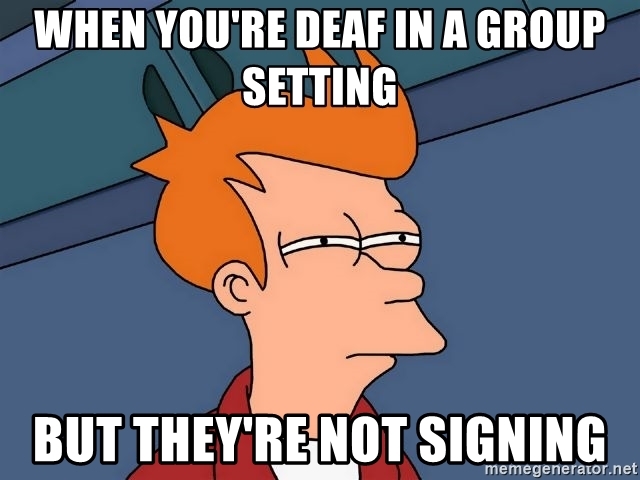 WHEN YOU'RE DEAF IN A GROUP
SETTING
BUT THEY'RE NOT SIGNING
memegenerator.net